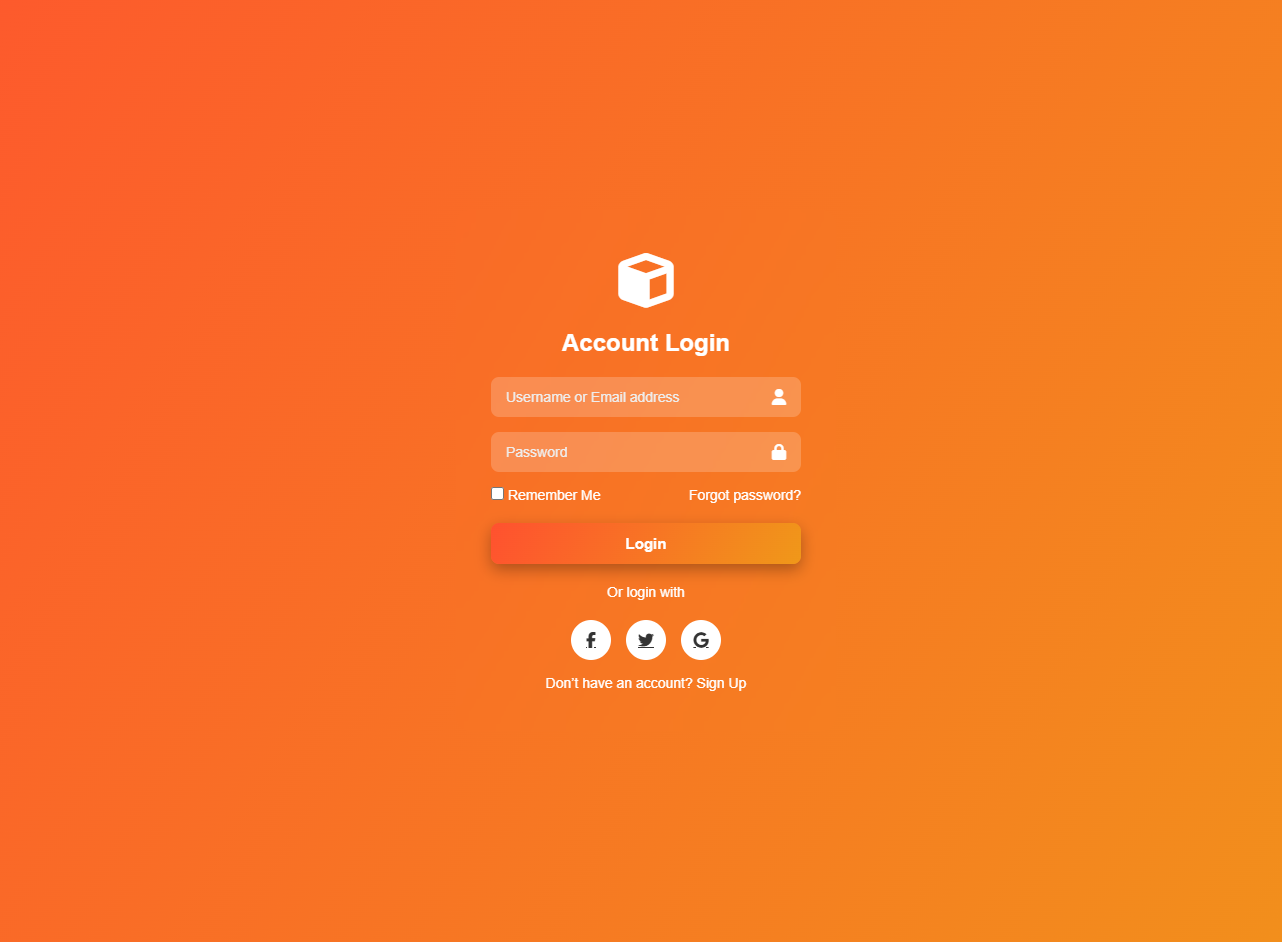 Account Login
Username or Email address
Password
Remember Me Forgot password?
Login
Or login with
Don't have an account? Sign Up